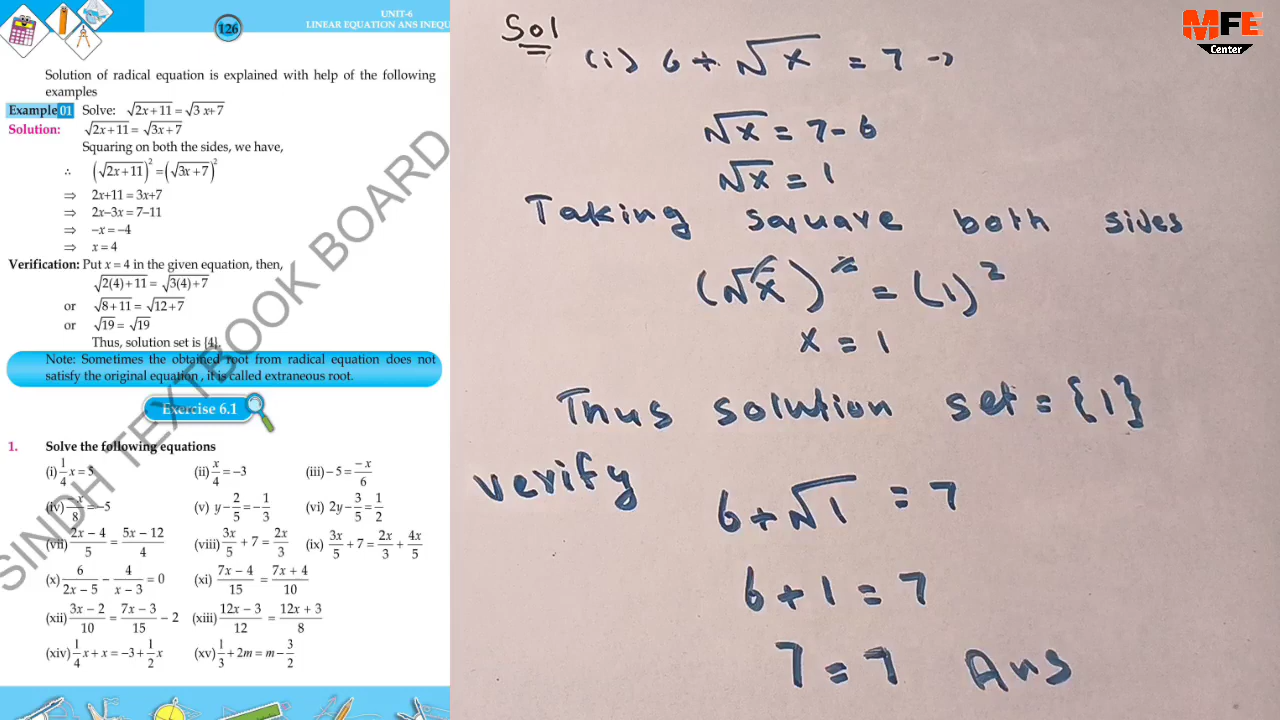 126
UNIT-6
LINEAR EQUATION ANS INEQU
Solution of radical equation is explained with help of the following
examples
Example 01 Solve: √(2x+11) = √(3x+7)
Solution: √(2x+11) = √(3x+7)
Squaring on both the sides, we have,
∴ (√(2x+11))² = (√(3x+7))²
⇒ 2x+11 = 3x+7
⇒ 2x−3x = 7−11
⇒ −x = −4
⇒ x = 4
Verification: Put x = 4 in the given equation, then,
√(2(4)+11) = √(3(4)+7)
or √(8+11) = √(12+7)
or √19 = √19
Thus, solution set is {4}.
Note: Sometimes the obtained root from radical equation does not
satisfy the original equation , it is called extraneous root.
Exercise 6.1
1. Solve the following equations
(i) 1/4 x = 3 (ii) x/4 = −3 (iii) −5 = −x/6
(iv) −x/8 = −5 (v) y − 2/5 = −1/3 (vi) 2y − 3/5 = 1/2
(vii) (2x − 4)/5 = (5x − 12)/4 (viii) 3x/5 + 7 = 2x/3 (ix) 3x/5 + 7 = 2x/3 + 4x/5
(x) 6/(2x − 5) − 4/(x − 3) = 0 (xi) (7x − 4)/15 = (7x + 4)/10
(xii) (3x − 2)/10 = (7x − 3)/15 − 2 (xiii) (12x − 3)/12 = (12x + 3)/8
(xiv) 1/4 x + x = −3 + 1/2 x (xv) 1/3 + 2m = m − 3/2
SINDH TEXTBOOK BOARD
MFE
Center
Sol
(i) 6 + √x = 7 →
√x = 7 - 6
√x = 1
Taking square both sides
(√x)² = (1)²
x = 1
Thus solution set = {1}
verify
6 + √1 = 7
6 + 1 = 7
7 = 7 Ans